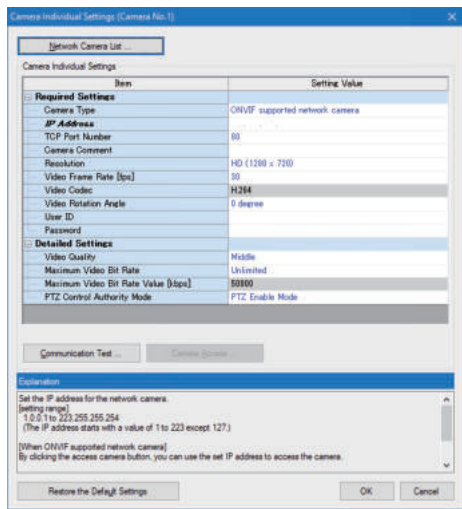 Camera Individual Settings (Camera No.1)
Network Camera List ...
Camera Individual Settings
Item Setting Value
Required Settings
Camera Type ONVIF supported network camera
IP Address
TCP Port Number 80
Camera Comment
Resolution HD (1280 x 720)
Video Frame Rate [fps] 30
Video Codec H.264
Video Rotation Angle 0 degree
User ID
Password
Detailed Settings
Video Quality Middle
Maximum Video Bit Rate Unlimited
Maximum Video Bit Rate Value [kbps] 50000
PTZ Control Authority Mode PTZ Enable Mode
Communication Test ... Camera Access ...
Explanation
Set the IP address for the network camera.
[setting range]
1.0.0.1 to 223.255.255.254
(The IP address starts with a value of 1 to 223 except 127.)
[When ONVIF supported network camera]
By clicking the access camera button, you can use the set IP address to access the camera.
Restore the Default Settings OK Cancel